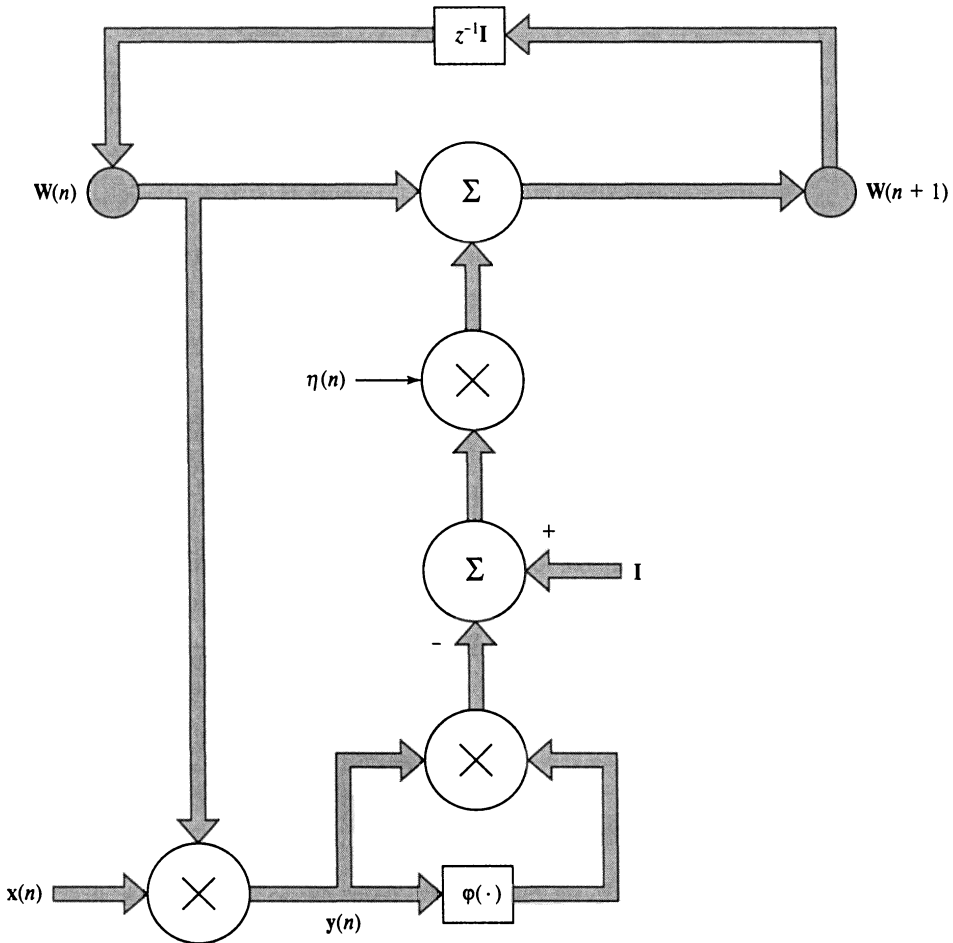 z⁻¹I
W(n)
Σ
W(n + 1)
η(n)
×
+
Σ
I
-
×
x(n)
×
y(n)
φ(·)